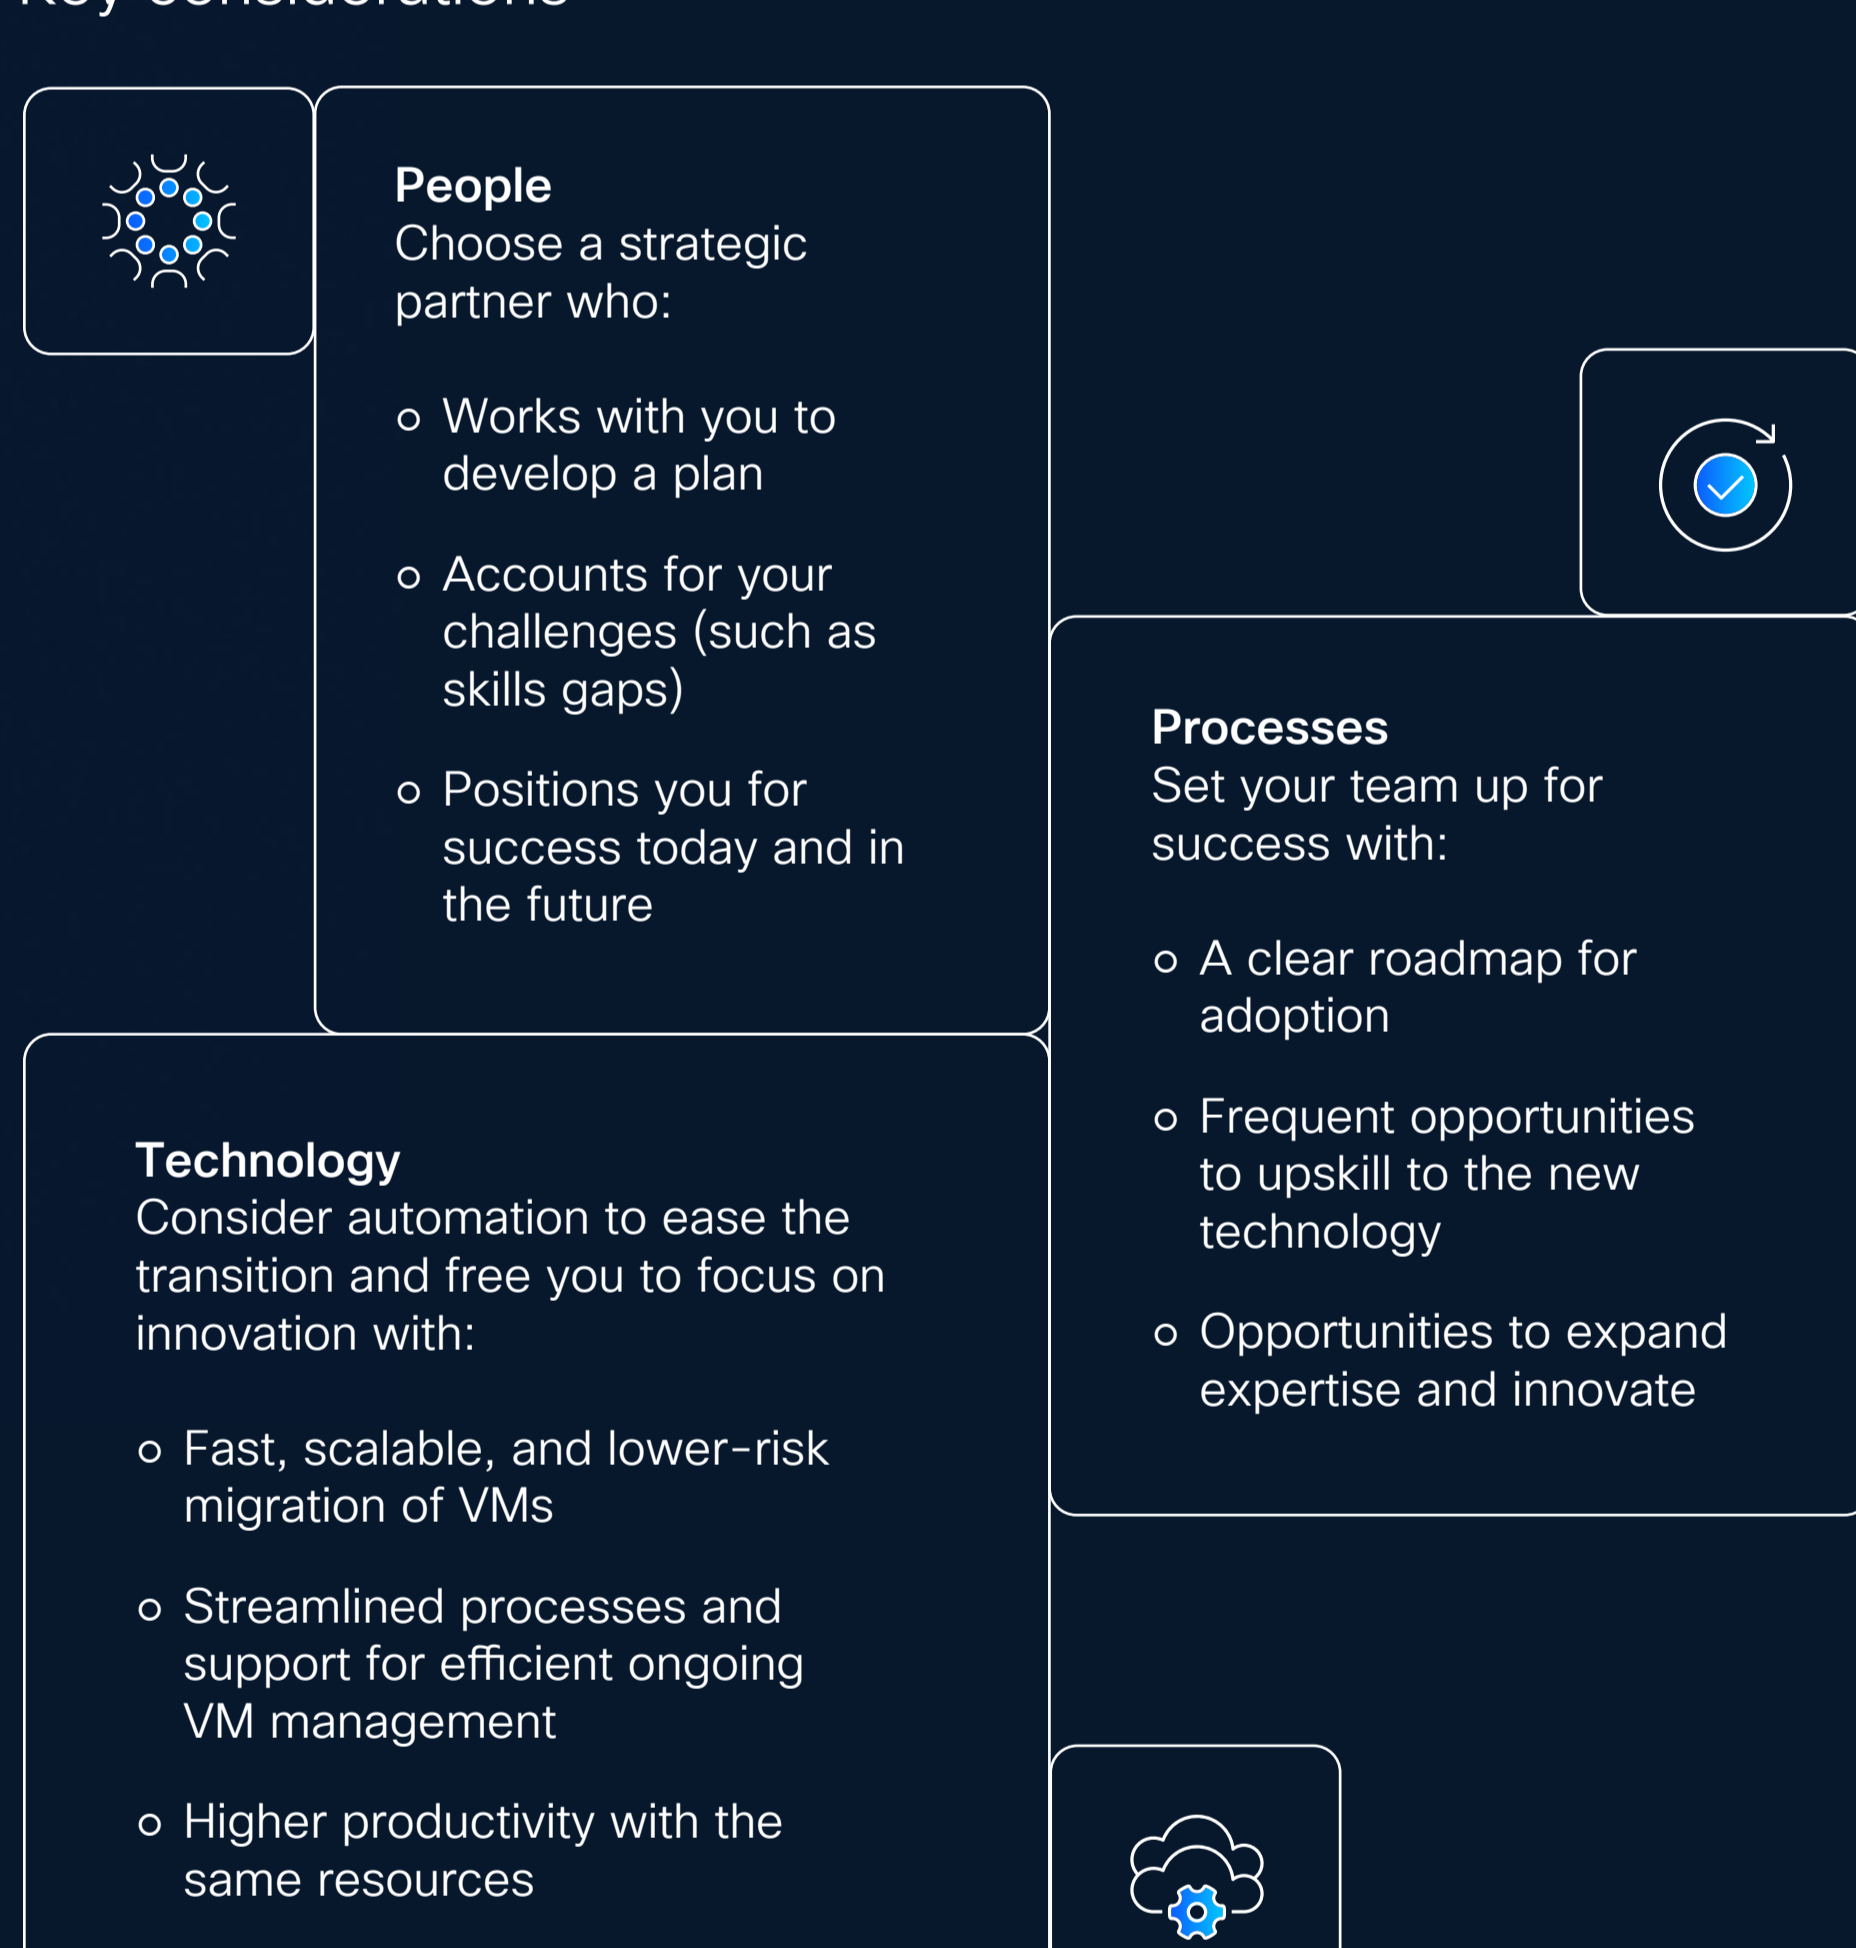 Key considerations
People
Choose a strategic
partner who:
Works with you to
develop a plan
Accounts for your
challenges (such as
skills gaps)
Positions you for
success today and in
the future
Processes
Set your team up for
success with:
A clear roadmap for
adoption
Frequent opportunities
to upskill to the new
technology
Opportunities to expand
expertise and innovate
Technology
Consider automation to ease the
transition and free you to focus on
innovation with:
Fast, scalable, and lower-risk
migration of VMs
Streamlined processes and
support for efficient ongoing
VM management
Higher productivity with the
same resources